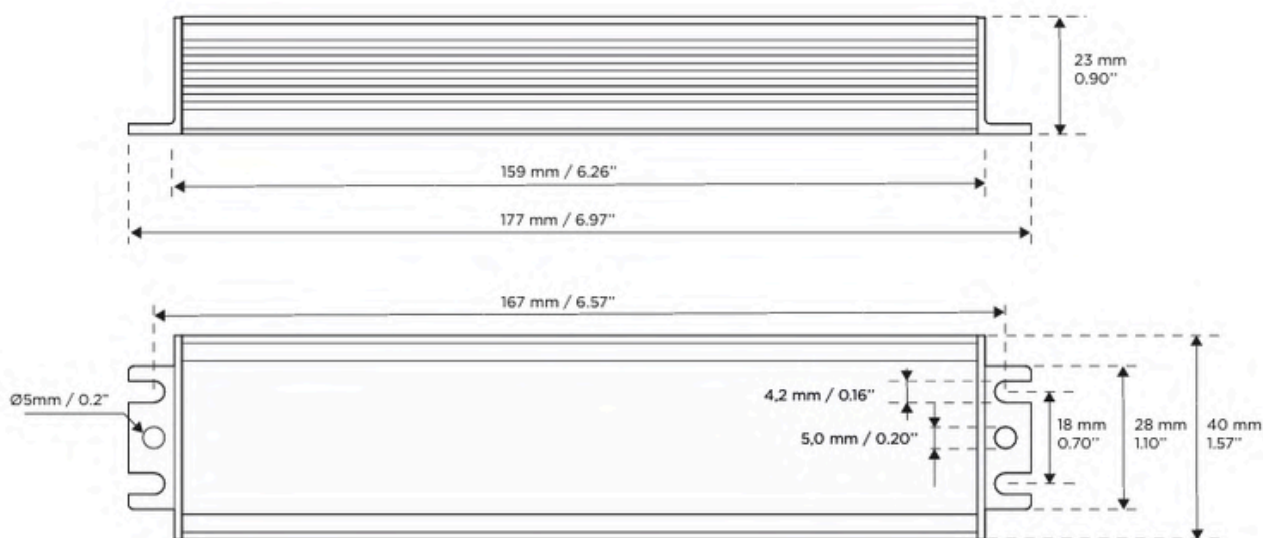 23 mm
0.90"
159 mm / 6.26"
177 mm / 6.97"
167 mm / 6.57"
Ø5mm / 0.2"
4,2 mm / 0.16"
5,0 mm / 0.20"
18 mm
0.70"
28 mm
1.10"
40 mm
1.57"